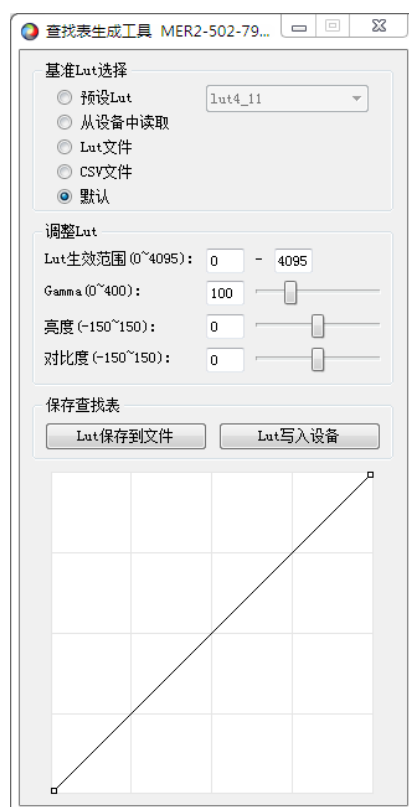 查找表生成工具 MER2-502-79...
基准Lut选择
预设Lut lut4_11
从设备中读取
Lut文件
CSV文件
默认
调整Lut
Lut生效范围(0~4095): 0 - 4095
Gamma(0~400): 100
亮度(-150~150): 0
对比度(-150~150): 0
保存查找表
Lut保存到文件 Lut写入设备